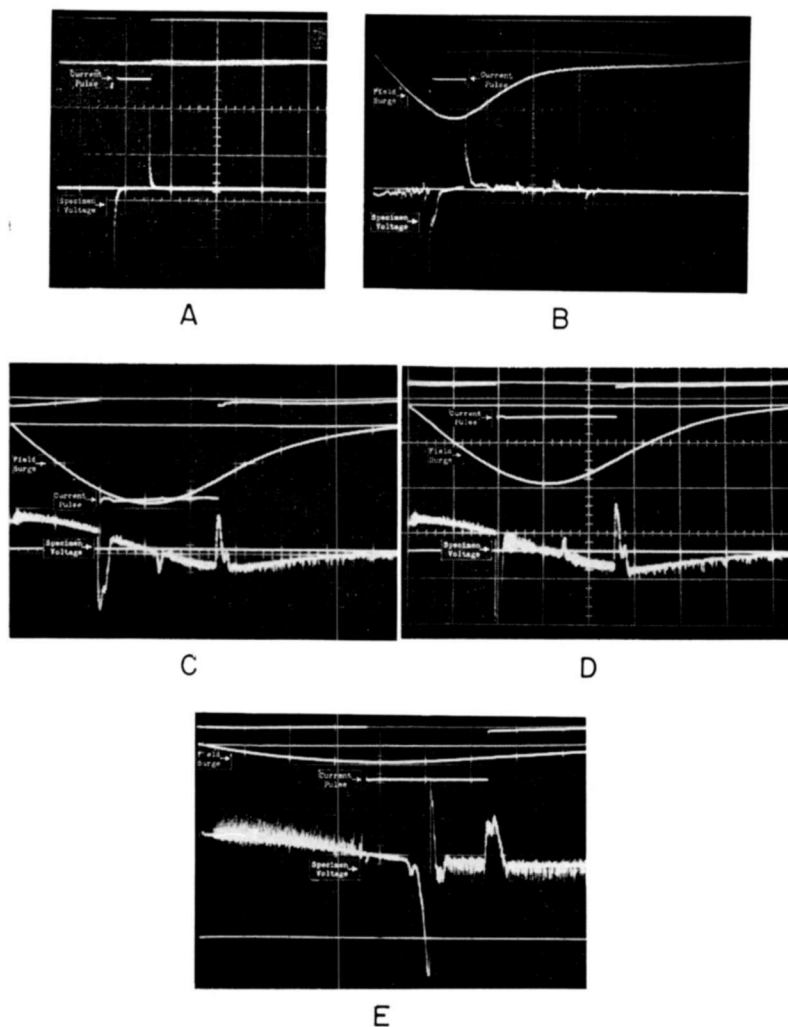 Current
Pulse
Specimen
Voltage
A
Field
Surge
Current
Pulse
Specimen
Voltage
B
Field
Surge
Current
Pulse
Specimen
Voltage
C
Current
Pulse
Field
Surge
Specimen
Voltage
D
Field
Surge
Current
Pulse
Specimen
Voltage
E